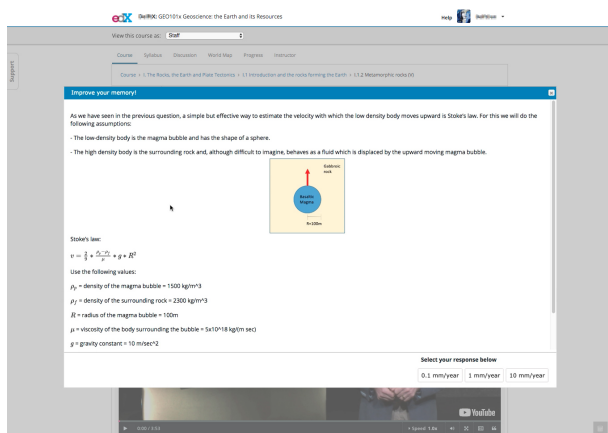 edX DelftX: GEO101x Geoscience: the Earth and its Resources
Help
View this course as: Staff
Support
Course Syllabus Discussion World Map Progress Instructor
Course > I: The Rocks, the Earth and Plate Tectonics > I.1 Introduction and the rocks forming the Earth > I.1.2 Metamorphic rocks (VI)
Improve your memory!
As we have seen in the previous question, a simple but effective way to estimate the velocity with which the low density body moves upward is Stoke's law. For this we will do the
following assumptions:
- The low-density body is the magma bubble and has the shape of a sphere.
- The high density body is the surrounding rock and, although difficult to imagine, behaves as a fluid which is displaced by the upward moving magma bubble.
Gabbroic
rock
Basaltic
Magma
R=100m
Stoke's law:
v = 2/9 * (ρp−ρf)/μ * g * R²
Use the following values:
ρp = density of the magma bubble = 1500 kg/m^3
ρf = density of the surrounding rock = 2300 kg/m^3
R = radius of the magma bubble = 100m
μ = viscosity of the body surrounding the bubble = 5x10^18 kg/(m sec)
g = gravity constant = 10 m/sec^2
Select your response below
0.1 mm/year 1 mm/year 10 mm/year
YouTube
0:00 / 3:53
Speed 1.0x